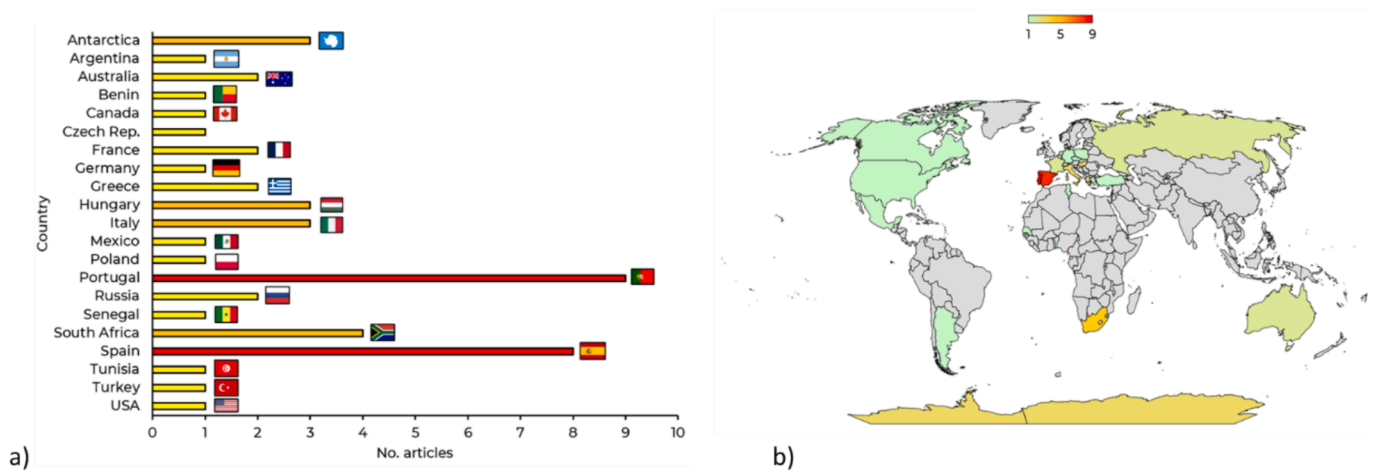 Antarctica
Argentina
Australia
Benin
Canada
Czech Rep.
France
Germany
Greece
Hungary
Italy
Mexico
Poland
Portugal
Russia
Senegal
South Africa
Spain
Tunisia
Turkey
USA
Country
0 1 2 3 4 5 6 7 8 9 10
No. articles
a)
1 5 9
b)